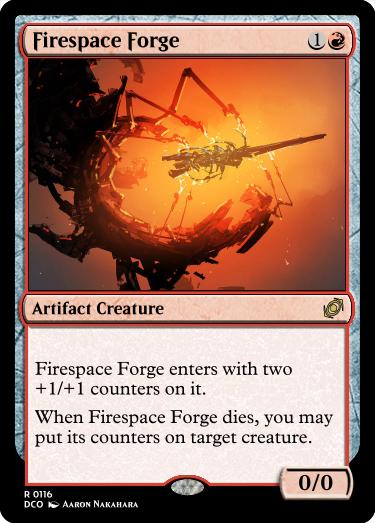 Firespace Forge 1
Artifact Creature
Firespace Forge enters with two
+1/+1 counters on it.
When Firespace Forge dies, you may
put its counters on target creature.
0/0
R 0116
DCO Aaron Nakahara